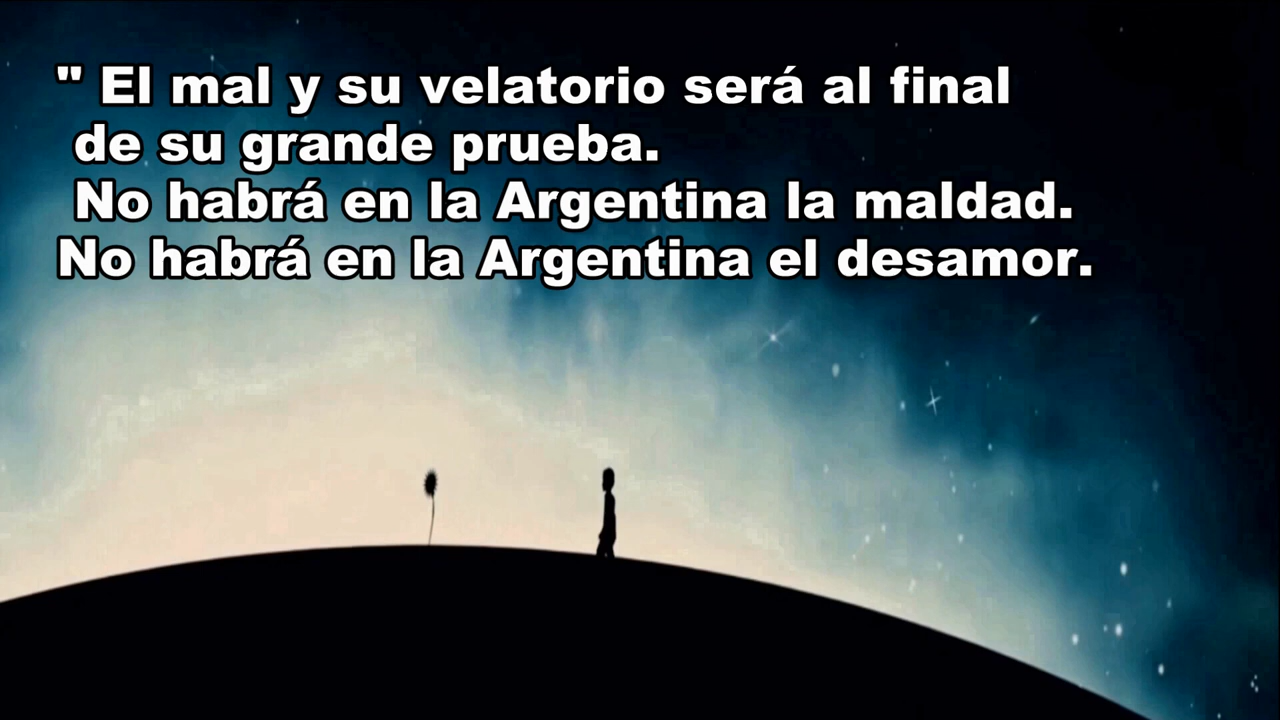 " El mal y su velatorio será al final
de su grande prueba.
No habrá en la Argentina la maldad.
No habrá en la Argentina el desamor.